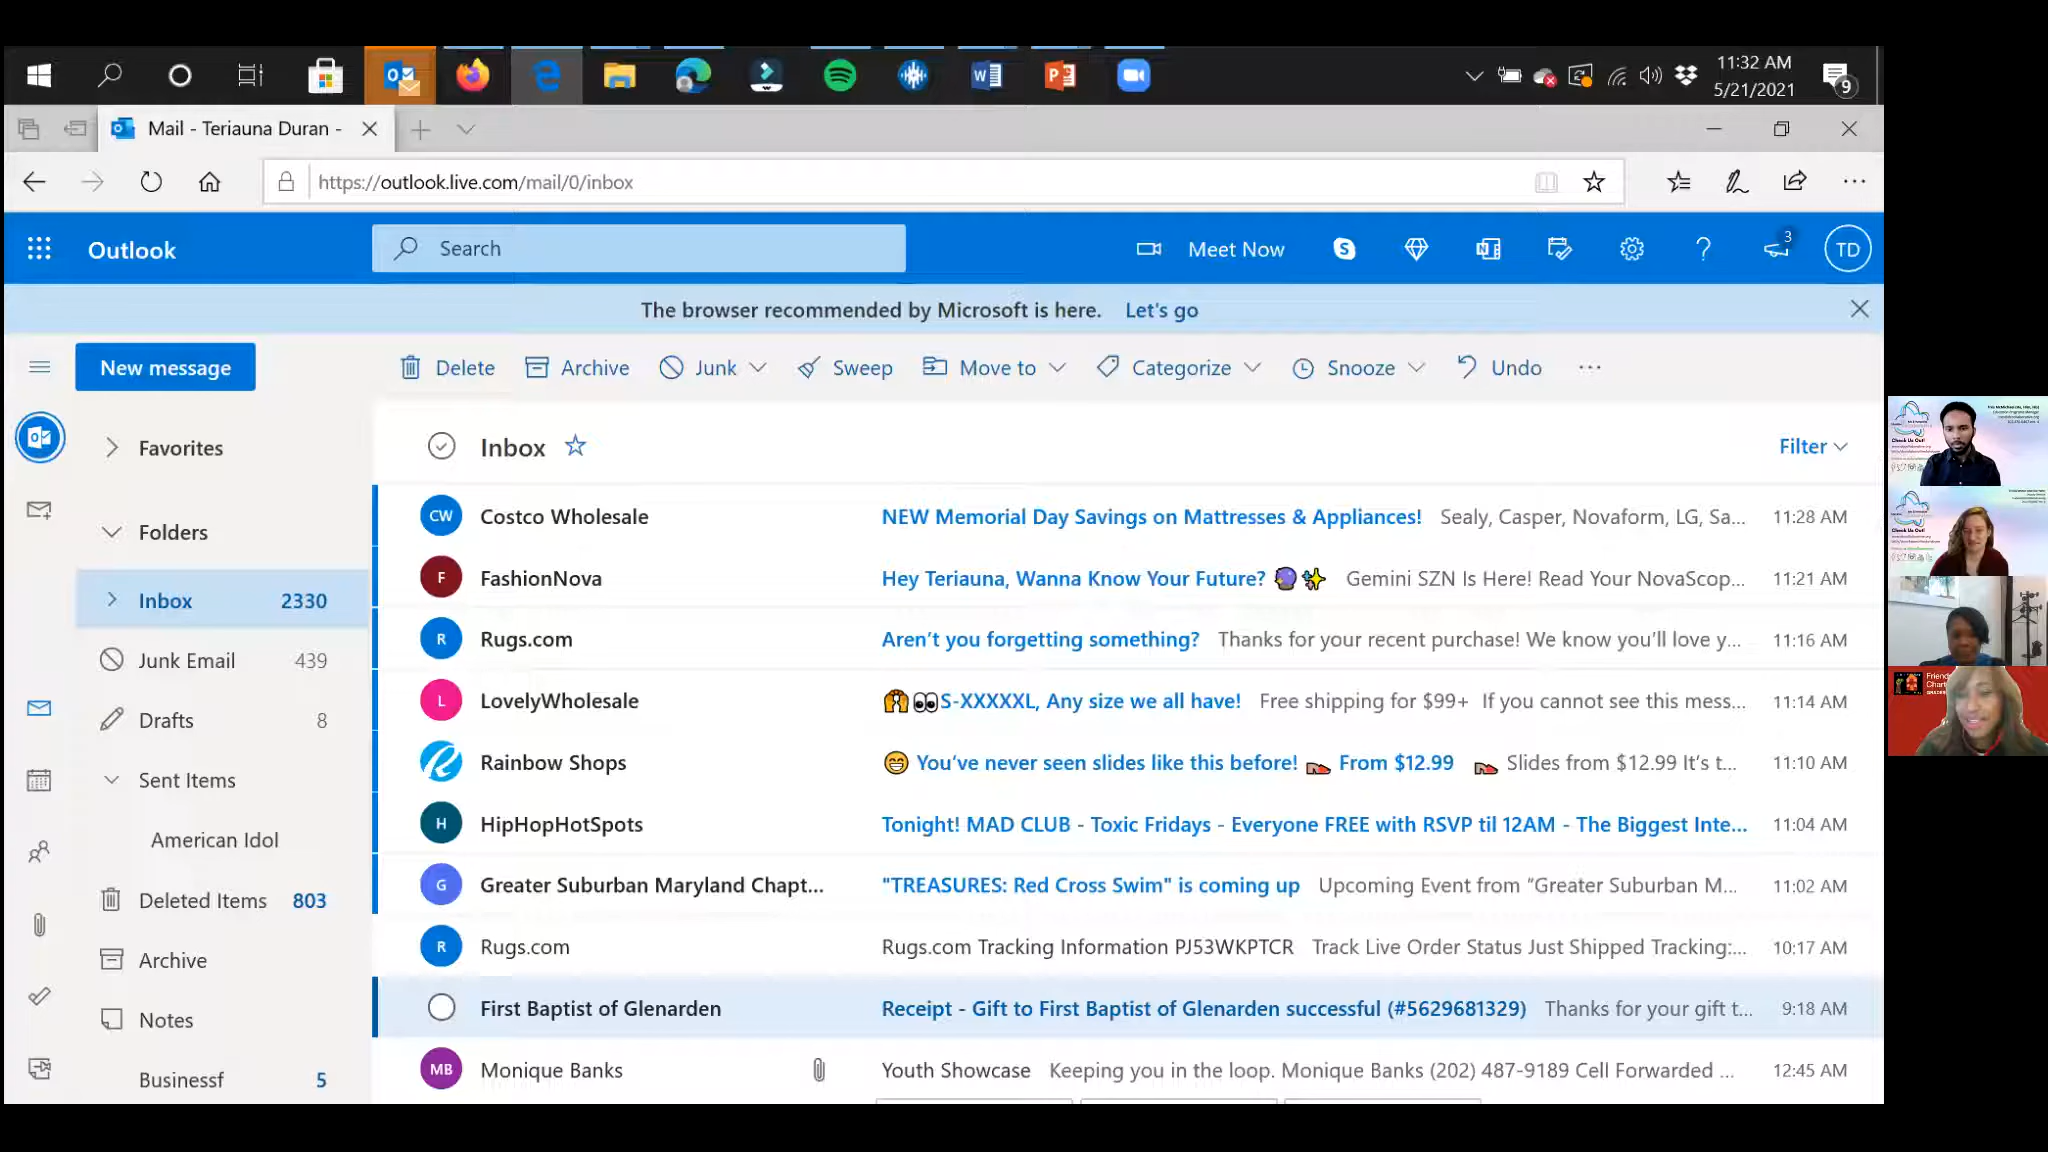 11:32 AM
5/21/2021
9
Mail - Teriauna Duran -
https://outlook.live.com/mail/0/inbox
Outlook
Search
Meet Now
3
TD
The browser recommended by Microsoft is here. Let's go
New message
Delete Archive Junk Sweep Move to Categorize Snooze Undo
Favorites
Inbox
Filter
Folders
Inbox 2330
Junk Email 439
Drafts 8
Sent Items
American Idol
Deleted Items 803
Archive
Notes
Businessf 5
CW Costco Wholesale NEW Memorial Day Savings on Mattresses & Appliances! Sealy, Casper, Novaform, LG, Sa... 11:28 AM
F FashionNova Hey Teriauna, Wanna Know Your Future? 🔮✨ Gemini SZN Is Here! Read Your NovaScop... 11:21 AM
R Rugs.com Aren't you forgetting something? Thanks for your recent purchase! We know you'll love y... 11:16 AM
L LovelyWholesale 🙌👀S-XXXXXL, Any size we all have! Free shipping for $99+ If you cannot see this mess... 11:14 AM
Rainbow Shops 😁 You've never seen slides like this before! 👡 From $12.99 👡 Slides from $12.99 It's t... 11:10 AM
H HipHopHotSpots Tonight! MAD CLUB - Toxic Fridays - Everyone FREE with RSVP til 12AM - The Biggest Inte... 11:04 AM
G Greater Suburban Maryland Chapt... "TREASURES: Red Cross Swim" is coming up Upcoming Event from "Greater Suburban M... 11:02 AM
R Rugs.com Rugs.com Tracking Information PJ53WKPTCR Track Live Order Status Just Shipped Tracking:... 10:17 AM
First Baptist of Glenarden Receipt - Gift to First Baptist of Glenarden successful (#5629681329) Thanks for your gift t... 9:18 AM
MB Monique Banks Youth Showcase Keeping you in the loop. Monique Banks (202) 487-9189 Cell Forwarded ... 12:45 AM
Check Us Out!
Check Us Out!
Friend
Chart